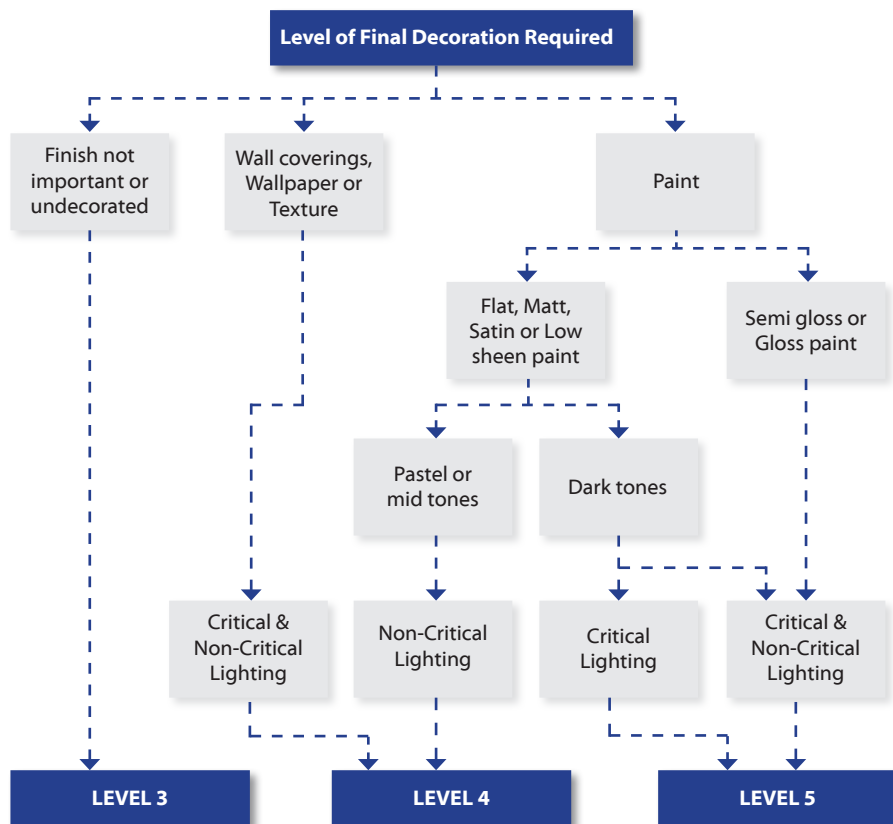 Level of Final Decoration Required
Finish not
important or
undecorated
Wall coverings,
Wallpaper or
Texture
Paint
Flat, Matt,
Satin or Low
sheen paint
Semi gloss or
Gloss paint
Pastel or
mid tones
Dark tones
Critical &
Non-Critical
Lighting
Non-Critical
Lighting
Critical
Lighting
Critical &
Non-Critical
Lighting
LEVEL 3
LEVEL 4
LEVEL 5